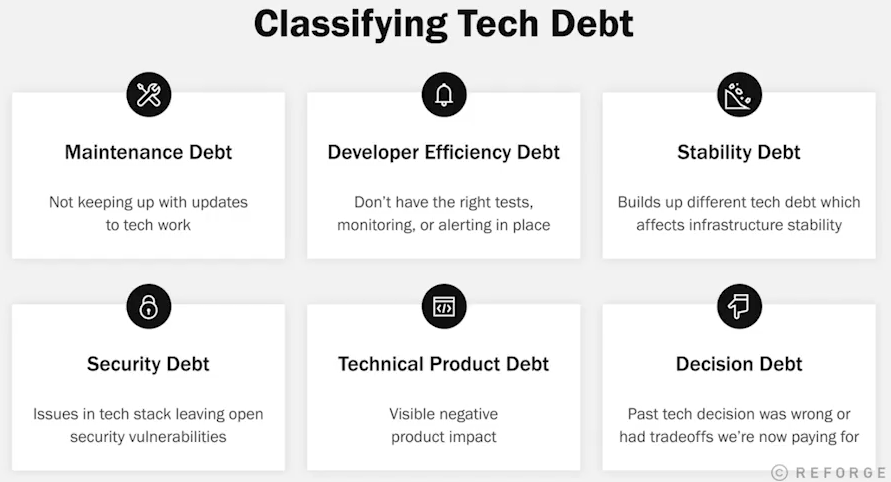 Classifying Tech Debt
Maintenance Debt
Not keeping up with updates
to tech work
Developer Efficiency Debt
Don’t have the right tests,
monitoring, or alerting in place
Stability Debt
Builds up different tech debt which
affects infrastructure stability
Security Debt
Issues in tech stack leaving open
security vulnerabilities
Technical Product Debt
Visible negative
product impact
Decision Debt
Past tech decision was wrong or
had tradeoffs we’re now paying for
© REFORGE